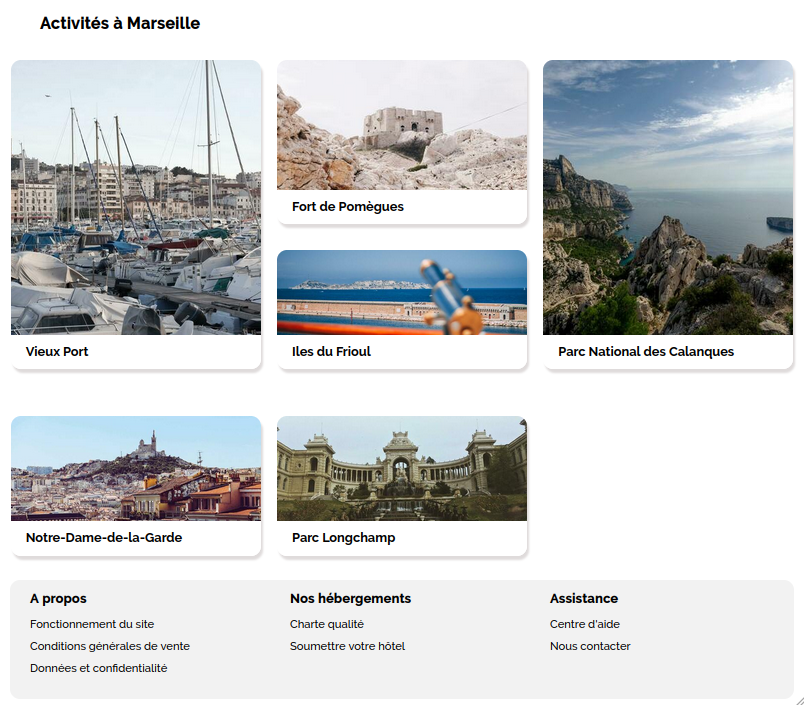 Activités à Marseille
Fort de Pomègues
Vieux Port
Iles du Frioul
Parc National des Calanques
Notre-Dame-de-la-Garde
Parc Longchamp
A propos
Fonctionnement du site
Conditions générales de vente
Données et confidentialité
Nos hébergements
Charte qualité
Soumettre votre hôtel
Assistance
Centre d'aide
Nous contacter